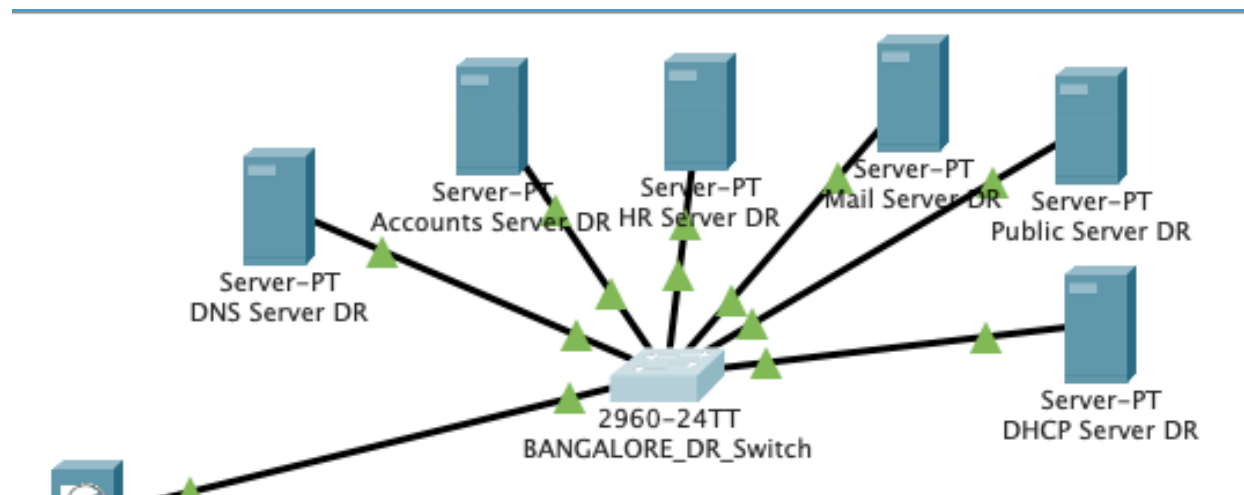 Server-PT
Accounts Server DR
Server-PT
HR Server DR
Server-PT
Mail Server DR
Server-PT
Public Server DR
Server-PT
DNS Server DR
Server-PT
DHCP Server DR
2960-24TT
BANGALORE_DR_Switch